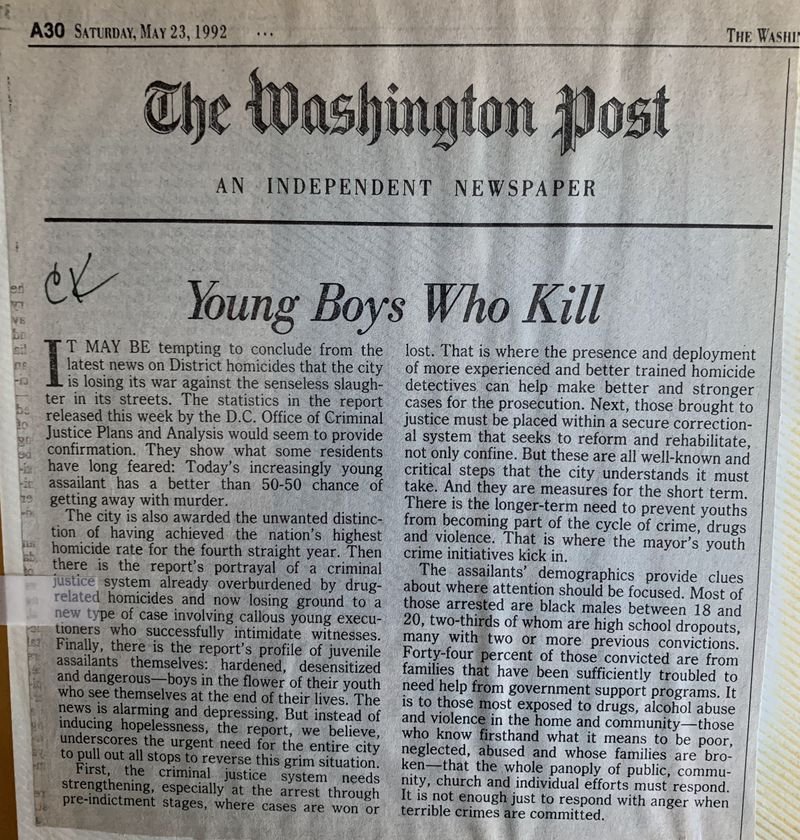 A30 SATURDAY, MAY 23, 1992 ...
THE WASHI
The Washington Post
AN INDEPENDENT NEWSPAPER
CK
Young Boys Who Kill
IT MAY BE tempting to conclude from the
latest news on District homicides that the city
is losing its war against the senseless slaugh-
ter in its streets. The statistics in the report
released this week by the D.C. Office of Criminal
Justice Plans and Analysis would seem to provide
confirmation. They show what some residents
have long feared: Today's increasingly young
assailant has a better than 50-50 chance of
getting away with murder.
The city is also awarded the unwanted distinc-
tion of having achieved the nation's highest
homicide rate for the fourth straight year. Then
there is the report's portrayal of a criminal
justice system already overburdened by drug-
related homicides and now losing ground to a
new type of case involving callous young execu-
tioners who successfully intimidate witnesses.
Finally, there is the report's profile of juvenile
assailants themselves: hardened, desensitized
and dangerous—boys in the flower of their youth
who see themselves at the end of their lives. The
news is alarming and depressing. But instead of
inducing hopelessness, the report, we believe,
underscores the urgent need for the entire city
to pull out all stops to reverse this grim situation.
First, the criminal justice system needs
strengthening, especially at the arrest through
pre-indictment stages, where cases are won or
lost. That is where the presence and deployment
of more experienced and better trained homicide
detectives can help make better and stronger
cases for the prosecution. Next, those brought to
justice must be placed within a secure correction-
al system that seeks to reform and rehabilitate,
not only confine. But these are all well-known and
critical steps that the city understands it must
take. And they are measures for the short term.
There is the longer-term need to prevent youths
from becoming part of the cycle of crime, drugs
and violence. That is where the mayor's youth
crime initiatives kick in.
The assailants' demographics provide clues
about where attention should be focused. Most of
those arrested are black males between 18 and
20, two-thirds of whom are high school dropouts,
many with two or more previous convictions.
Forty-four percent of those convicted are from
families that have been sufficiently troubled to
need help from government support programs. It
is to those most exposed to drugs, alcohol abuse
and violence in the home and community—those
who know firsthand what it means to be poor,
neglected, abused and whose families are bro-
ken—that the whole panoply of public, commu-
nity, church and individual efforts must respond.
It is not enough just to respond with anger when
terrible crimes are committed.